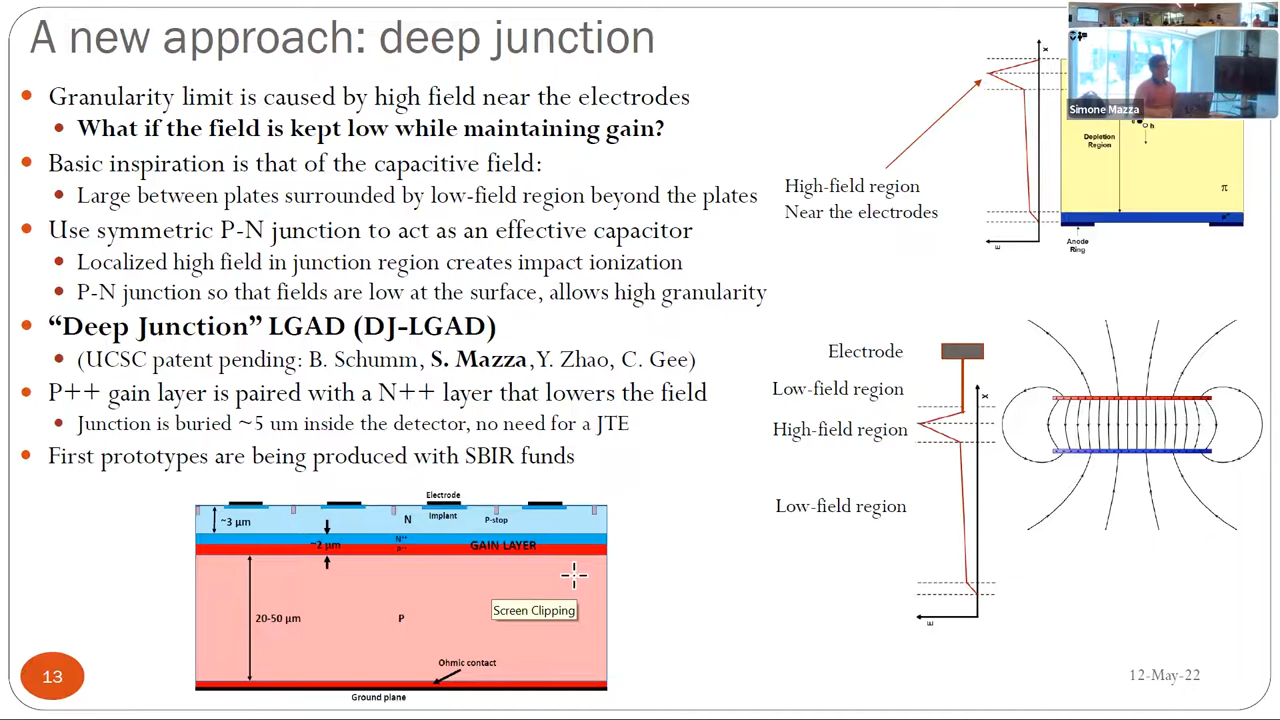 A new approach: deep junction
Granularity limit is caused by high field near the electrodes
What if the field is kept low while maintaining gain?
Basic inspiration is that of the capacitive field:
Large between plates surrounded by low-field region beyond the plates
Use symmetric P-N junction to act as an effective capacitor
Localized high field in junction region creates impact ionization
P-N junction so that fields are low at the surface, allows high granularity
“Deep Junction” LGAD (DJ-LGAD)
(UCSC patent pending: B. Schumm, S. Mazza, Y. Zhao, C. Gee)
P++ gain layer is paired with a N++ layer that lowers the field
Junction is buried ~5 um inside the detector, no need for a JTE
First prototypes are being produced with SBIR funds
Simone Mazza
X
E
High-field region
Near the electrodes
h
Depletion
Region
π
Anode
Ring
Electrode
Low-field region
High-field region
Low-field region
X
E
Electrode
~3 µm
N
Implant
P-stop
~2 µm
N++
P++
GAIN LAYER
Screen Clipping
20-50 µm
P
Ohmic contact
Ground plane
13
12-May-22